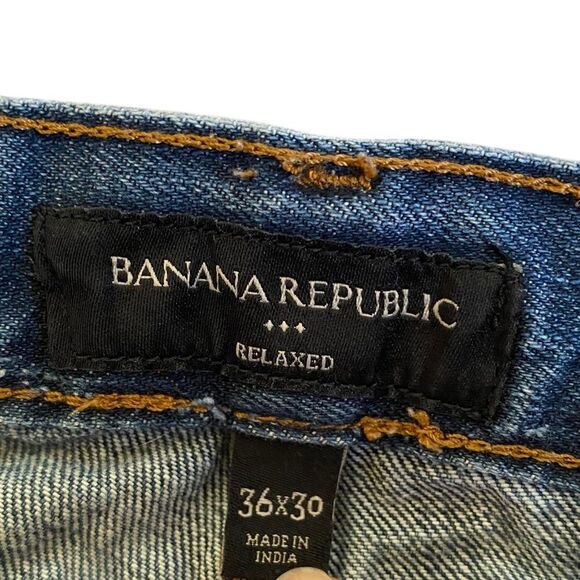 BANANA REPUBLIC
RELAXED
36x30
MADE IN
INDIA